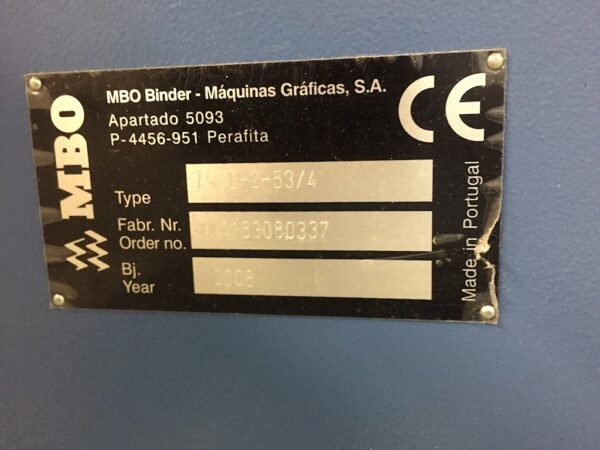 MBO
MBO Binder - Máquinas Gráficas, S.A.
Apartado 5093
P-4456-951 Perafita
CE
Type
Fabr. Nr.
Order no.
Bj.
Year 2008
Made in Portugal